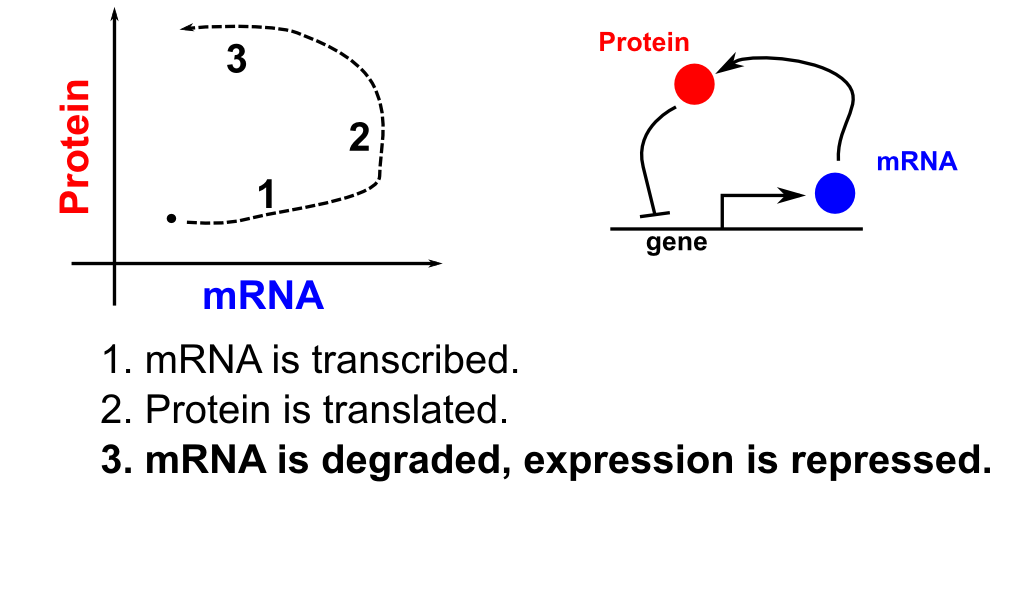 Protein
3
2
1
mRNA
Protein
mRNA
gene
1. mRNA is transcribed.
2. Protein is translated.
3. mRNA is degraded, expression is repressed.